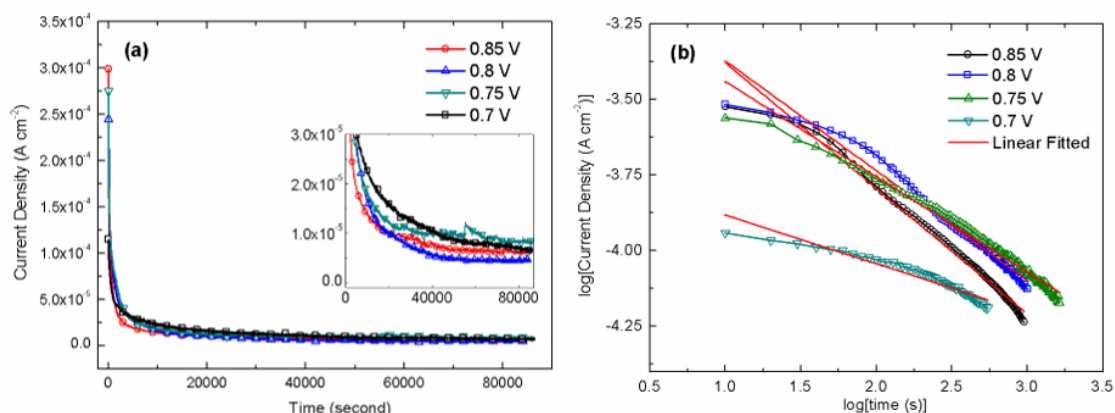 (a)
0.85 V
0.8 V
0.75 V
0.7 V
3.5x10⁻⁴
3.0x10⁻⁴
2.5x10⁻⁴
2.0x10⁻⁴
1.5x10⁻⁴
1.0x10⁻⁴
5.0x10⁻⁵
0.0
Current Density (A cm⁻²)
3.0x10⁻⁵
2.0x10⁻⁵
1.0x10⁻⁵
0.0
0 40000 80000
0 20000 40000 60000 80000
Time (second)
(b)
0.85 V
0.8 V
0.75 V
0.7 V
Linear Fitted
-3.25
-3.50
-3.75
-4.00
-4.25
log[Current Density (A cm⁻²)]
0.5 1.0 1.5 2.0 2.5 3.0 3.5
log[time (s)]